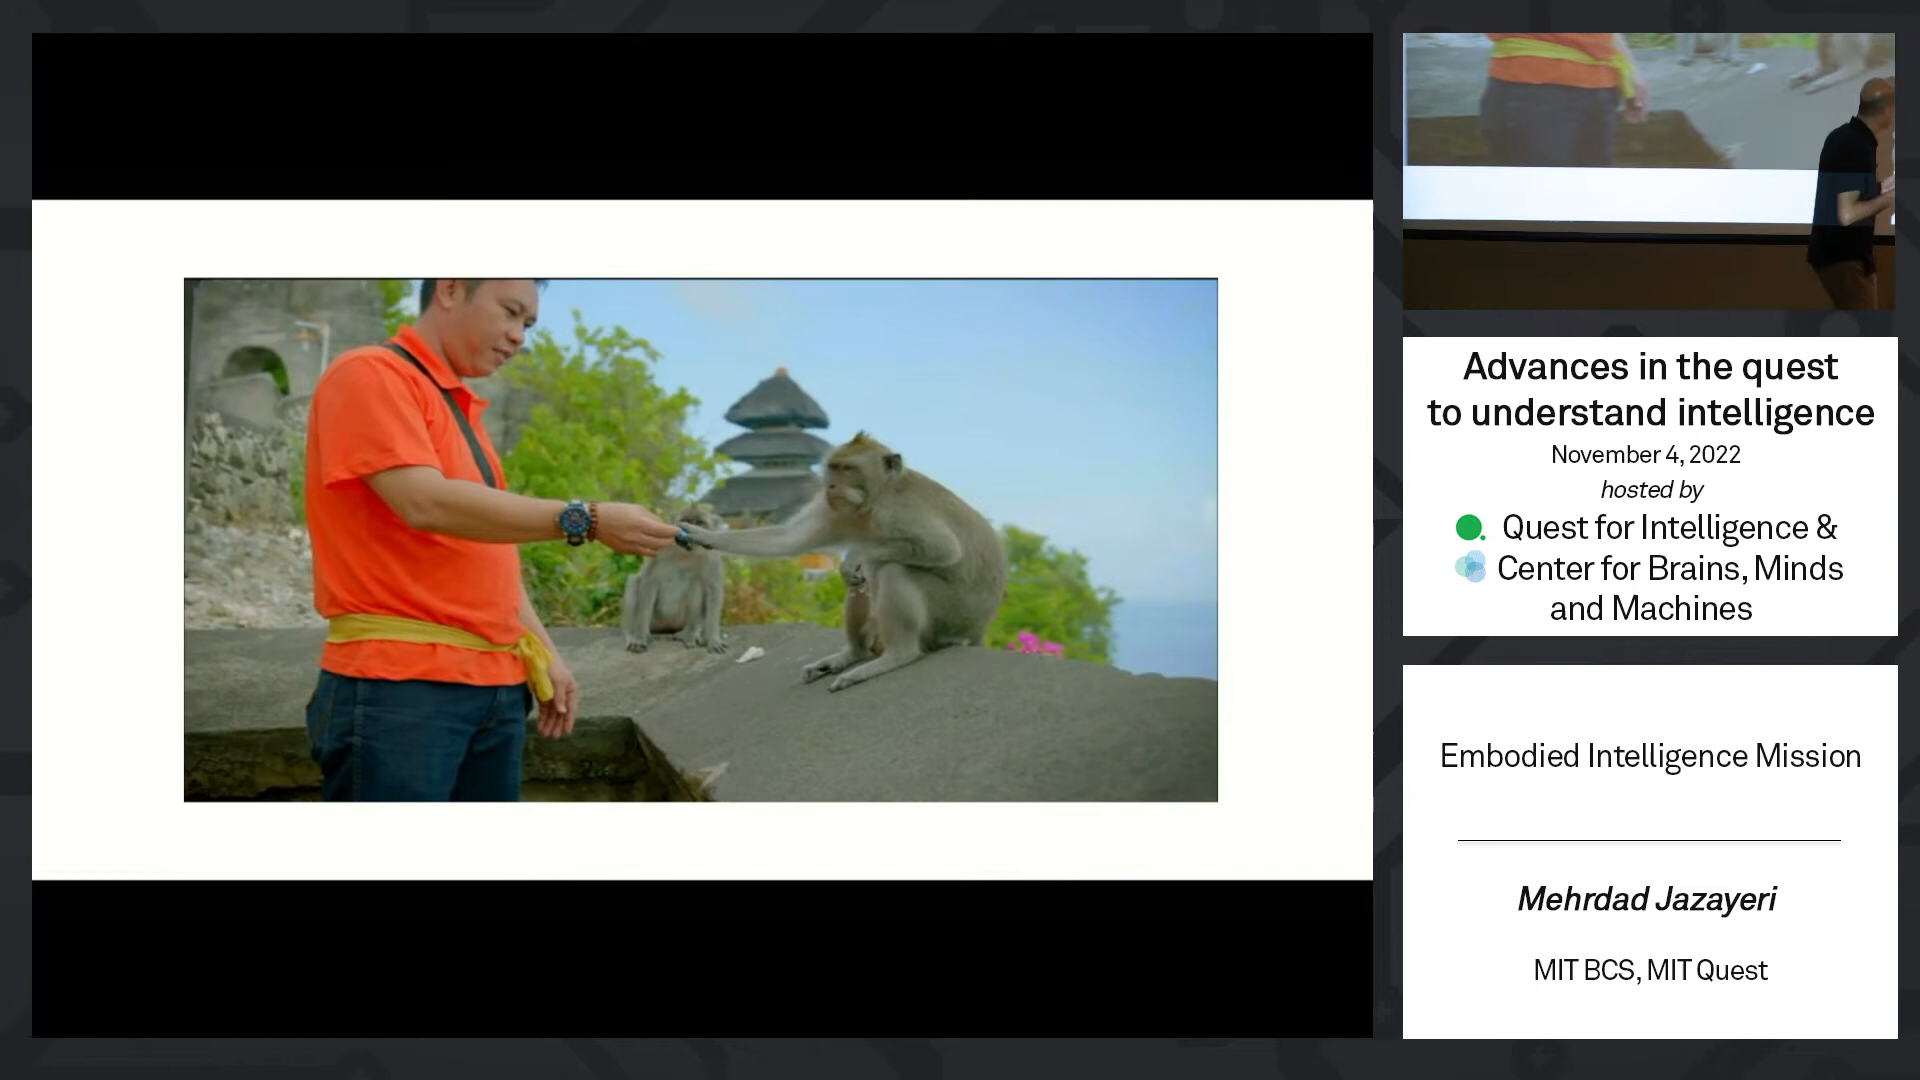 Advances in the quest
to understand intelligence
November 4, 2022
hosted by
Quest for Intelligence &
Center for Brains, Minds
and Machines
Embodied Intelligence Mission
Mehrdad Jazayeri
MIT BCS, MIT Quest